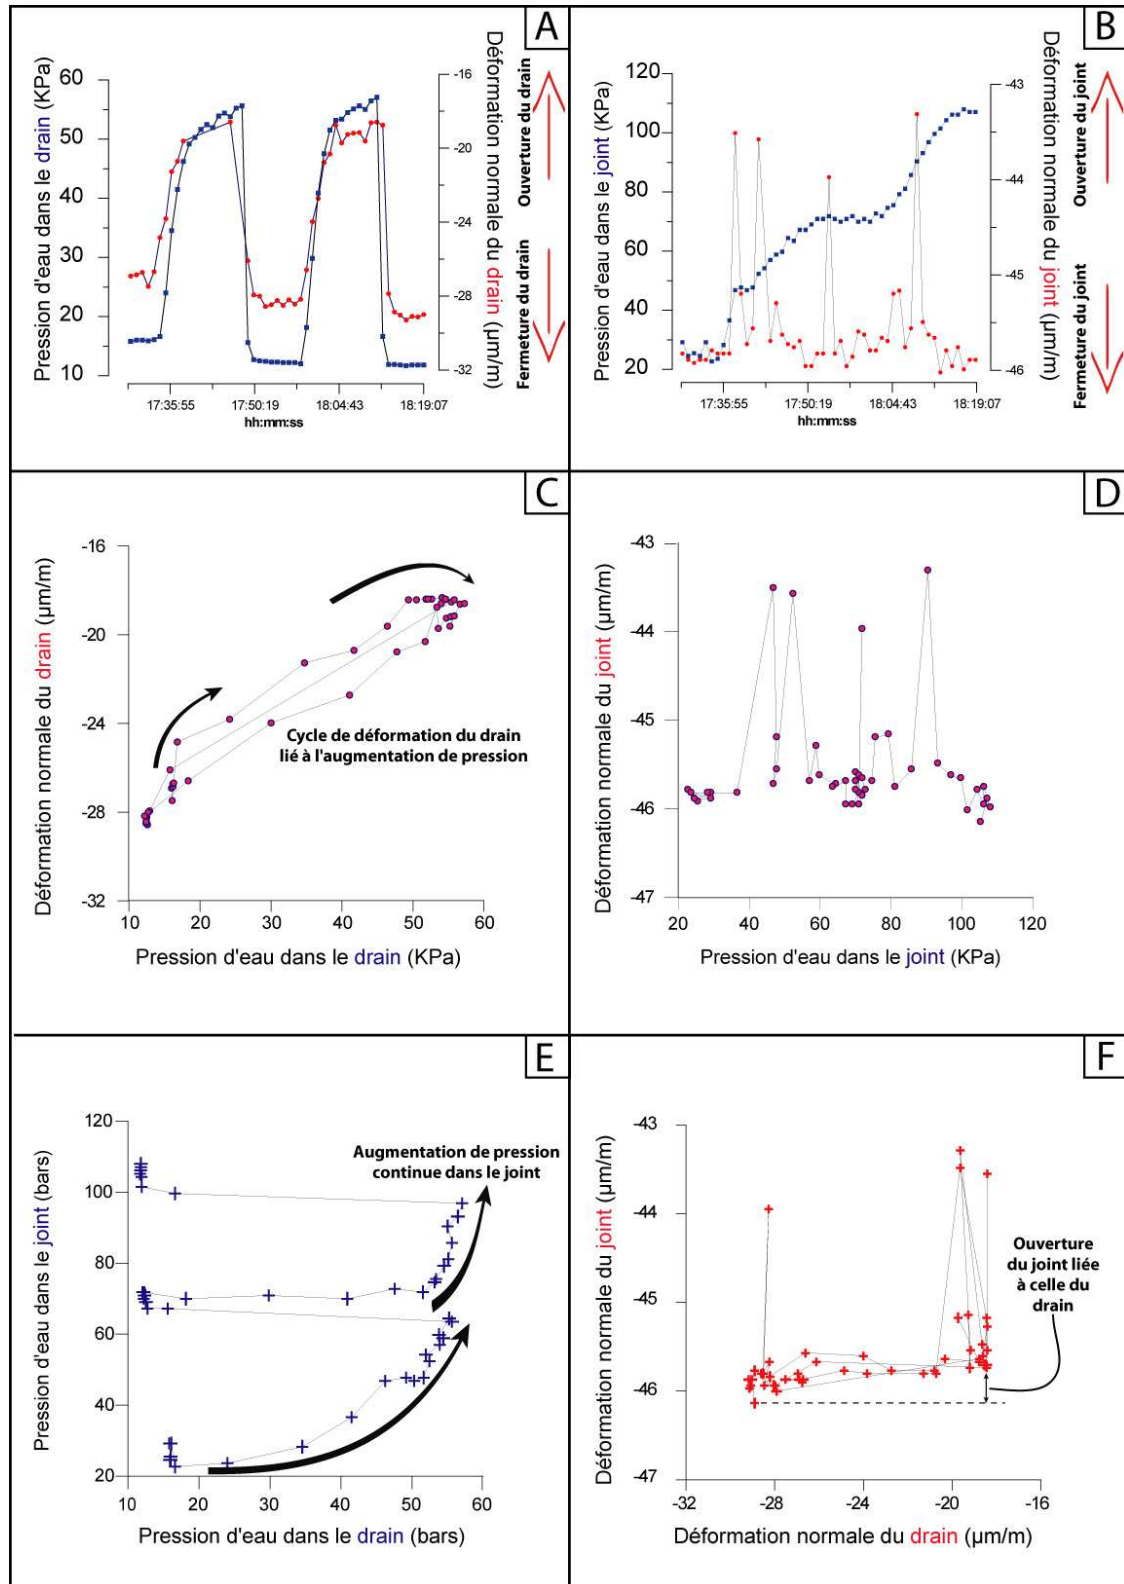 A
Pression d'eau dans le drain (KPa)
60
50
40
30
20
10
17:35:55
17:50:19
18:04:43
18:19:07
hh:mm:ss
-16
-20
-24
-28
-32
Déformation normale du drain (µm/m)
Ouverture du drain
Fermeture du drain
B
Pression d'eau dans le joint (KPa)
120
100
80
60
40
20
17:35:55
17:50:19
18:04:43
18:19:07
hh:mm:ss
-43
-44
-45
-46
Déformation normale du joint (µm/m)
Ouverture du joint
Fermeture du joint
C
Déformation normale du drain (µm/m)
-16
-20
-24
-28
-32
Cycle de déformation du drain
lié à l'augmentation de pression
10
20
30
40
50
60
Pression d'eau dans le drain (KPa)
D
Déformation normale du joint (µm/m)
-43
-44
-45
-46
-47
20
40
60
80
100
120
Pression d'eau dans le joint (KPa)
E
Pression d'eau dans le joint (bars)
120
100
80
60
40
20
Augmentation de pression
continue dans le joint
10
20
30
40
50
60
Pression d'eau dans le drain (bars)
F
Déformation normale du joint (µm/m)
-43
-44
-45
-46
-47
Ouverture
du joint liée
à celle du
drain
-32
-28
-24
-20
-16
Déformation normale du drain (µm/m)